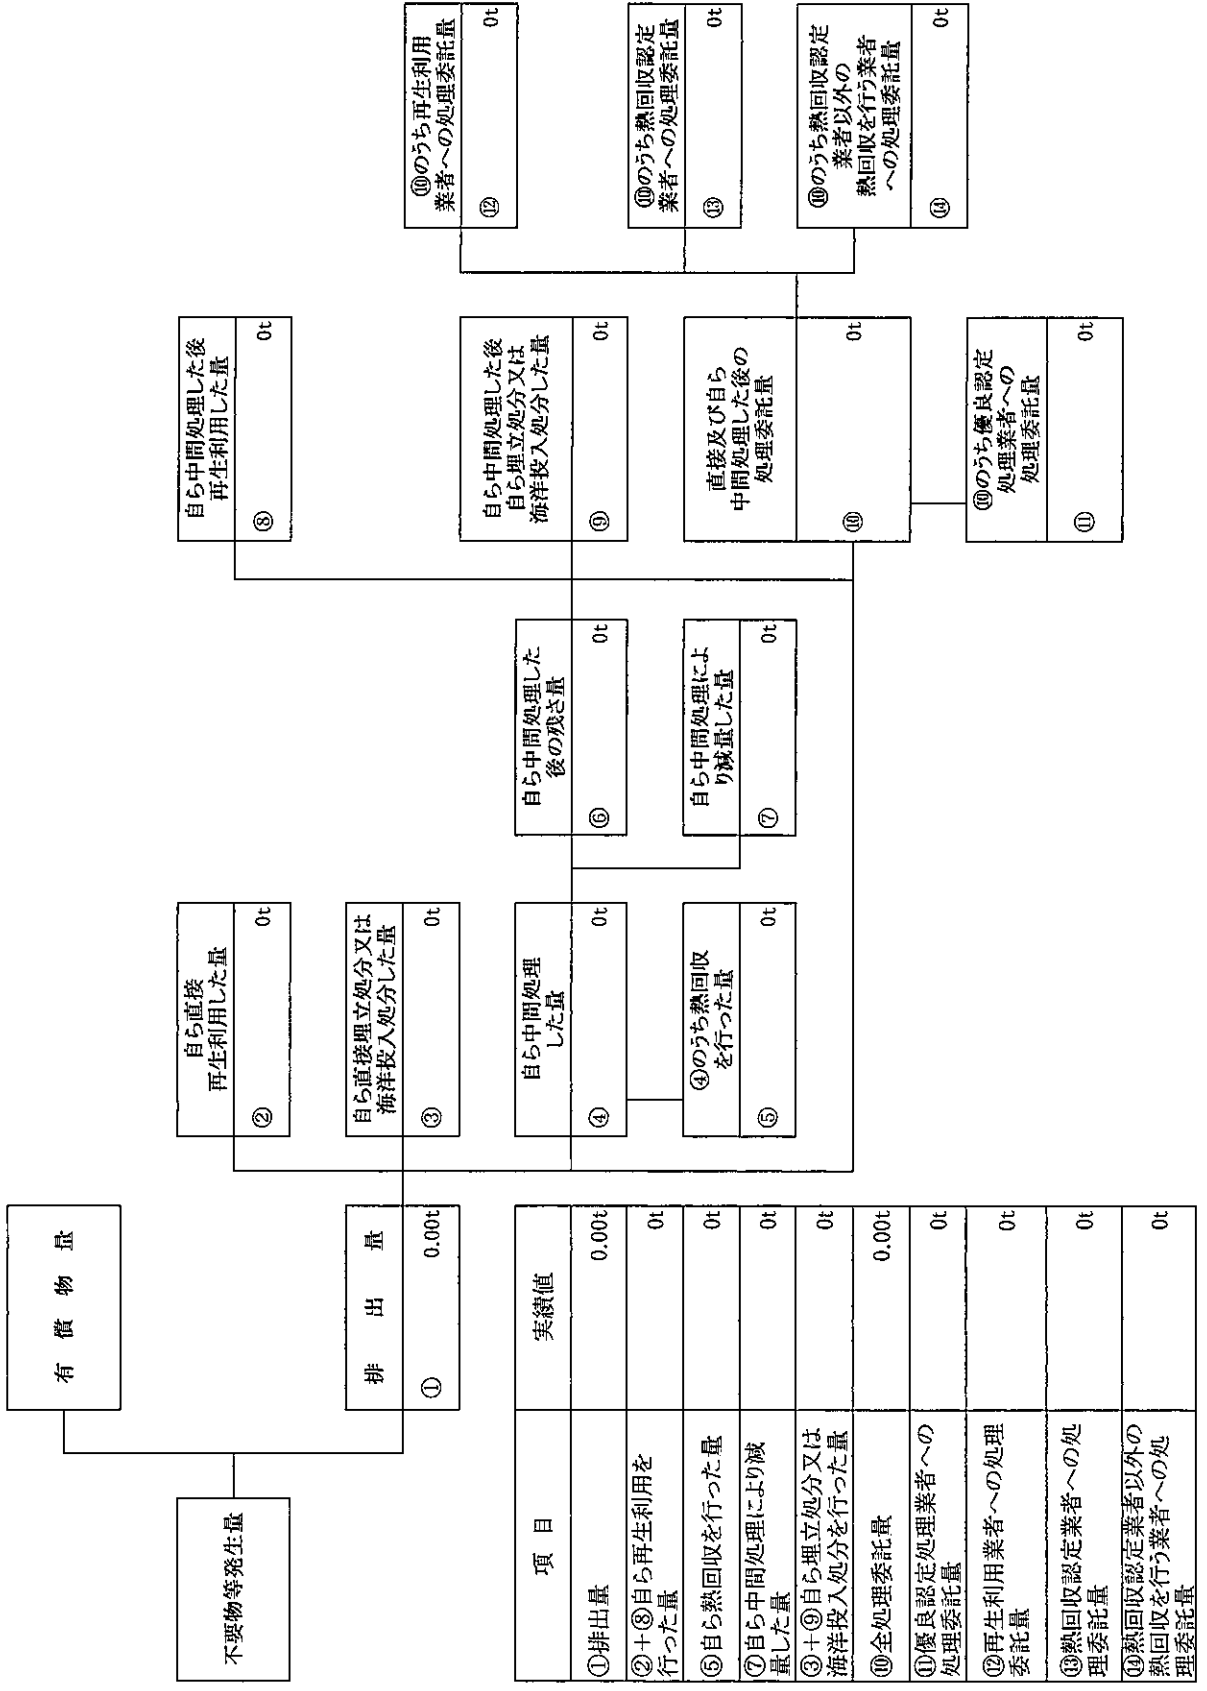 不要物等発生量
有償物量
排出量
① 0.00t
自ら直接
再生利用した量
② 0t
自ら直接埋立処分又は
海洋投入処分した量
③ 0t
自ら中間処理
した量
④ 0t
④のうち熱回収
を行った量
⑤ 0t
自ら中間処理した
後の残さ量
⑥ 0t
自ら中間処理によ
り減量した量
⑦ 0t
自ら中間処理した後
再生利用した量
⑧ 0t
自ら中間処理した後
自ら埋立処分又は
海洋投入処分した量
⑨ 0t
直接及び自ら
中間処理した後の
処理委託量
⑩ 0t
⑩のうち優良認定
処理業者への
処理委託量
⑪ 0t
⑩のうち再生利用
業者への処理委託量
⑫ 0t
⑩のうち熱回収認定
業者への処理委託量
⑬ 0t
⑩のうち熱回収認定
業者以外の
熱回収を行う業者
への処理委託量
⑭ 0t
項目 実績値
①排出量 0.00t
②+⑧自ら再生利用を
行った量 0t
⑤自ら熱回収を行った量 0t
⑦自ら中間処理により減
量した量 0t
③+⑨自ら埋立処分又は
海洋投入処分を行った量 0t
⑩全処理委託量 0.00t
⑪優良認定処理業者への
処理委託量 0t
⑫再生利用業者への処理
委託量 0t
⑬熱回収認定業者への処
理委託量 0t
⑭熱回収認定業者以外の
熱回収を行う業者への処
理委託量 0t